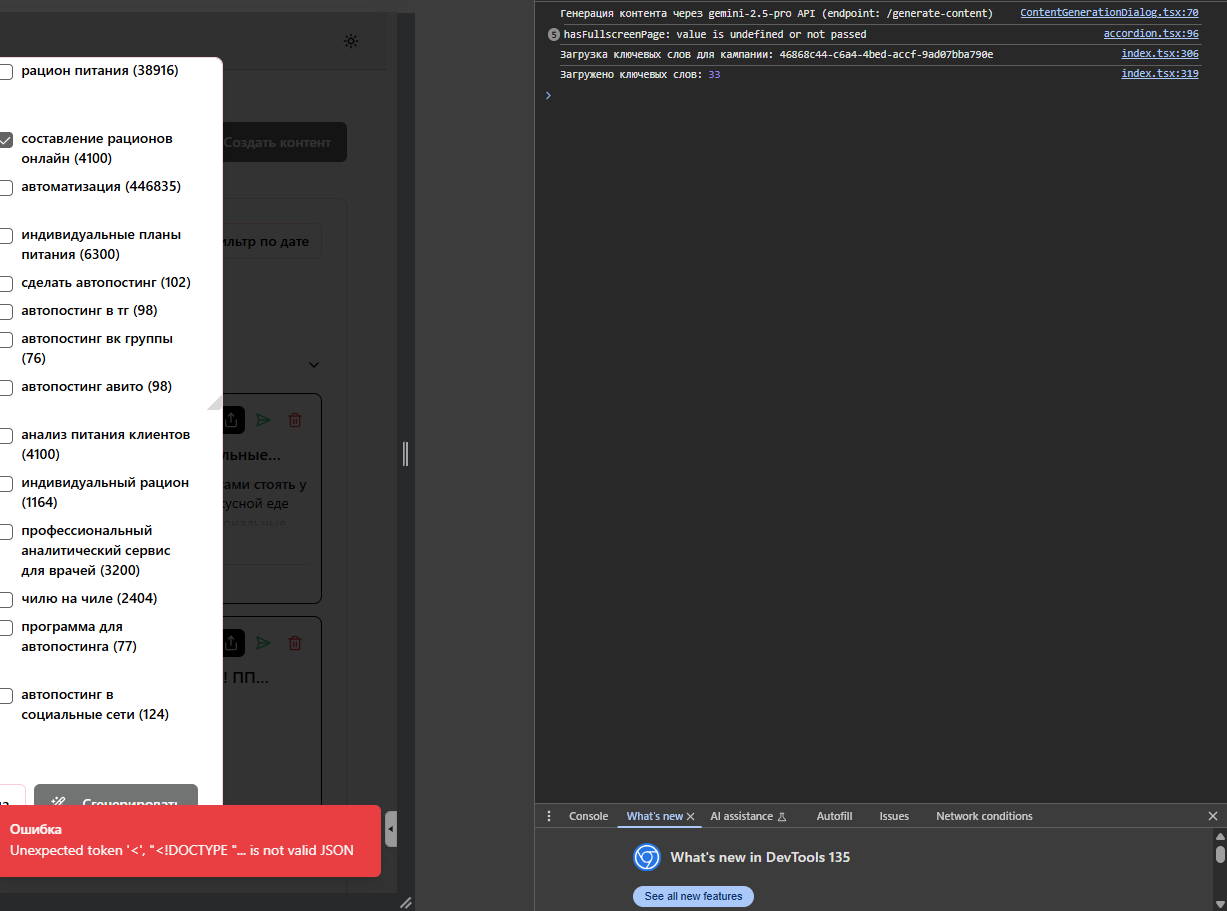 рацион питания (38916)
составление рационов
онлайн (4100)
автоматизация (446835)
индивидуальные планы
питания (6300)
сделать автопостинг (102)
автопостинг в тг (98)
автопостинг вк группы
(76)
автопостинг авито (98)
анализ питания клиентов
(4100)
индивидуальный рацион
(1164)
профессиональный
аналитический сервис
для врачей (3200)
чилю на чиле (2404)
программа для
автопостинга (77)
автопостинг в
социальные сети (124)
Сгенерировать
Создать контент
льтр по дате
льные...
ами стоять у
кусной еде
! ПП...
Ошибка
Unexpected token '<', "<!DOCTYPE "... is not valid JSON
Генерация контента через gemini-2.5-pro API (endpoint: /generate-content) ContentGenerationDialog.tsx:70
5 hasFullscreenPage: value is undefined or not passed accordion.tsx:96
Загрузка ключевых слов для кампании: 46868c44-c6a4-4bed-accf-9ad07bba790e index.tsx:306
Загружено ключевых слов: 33 index.tsx:319
Console What's new AI assistance Autofill Issues Network conditions
What's new in DevTools 135
See all new features